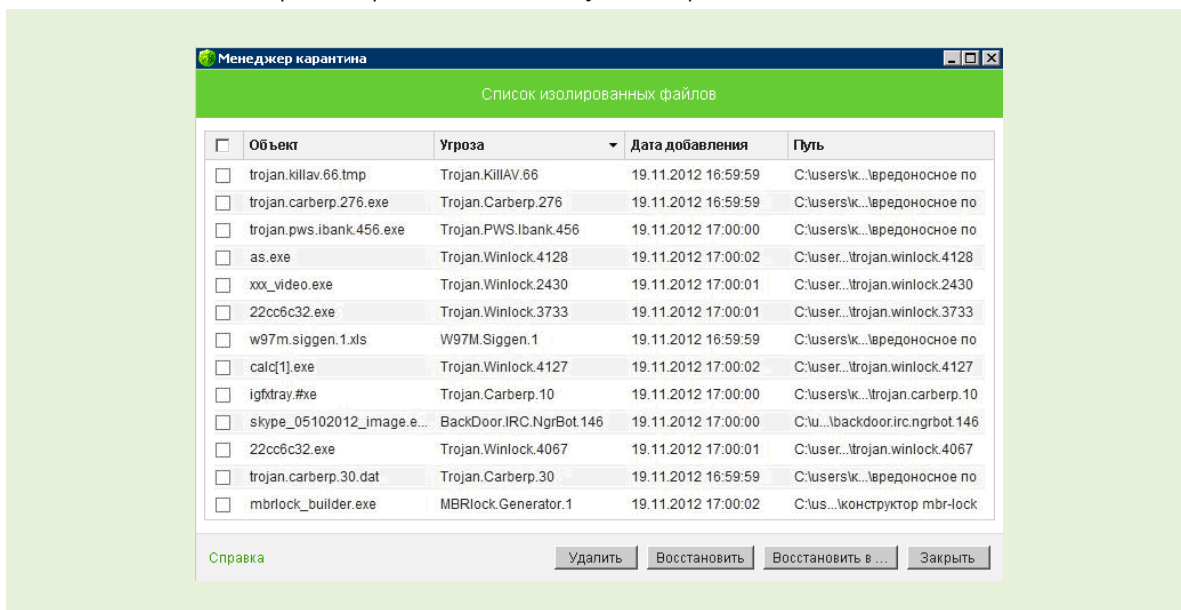 Менеджер карантина
Список изолированных файлов
Объект Угроза Дата добавления Путь
trojan.killav.66.tmp Trojan.KillAV.66 19.11.2012 16:59:59 C:\users\к...\вредоносное по
trojan.carberp.276.exe Trojan.Carberp.276 19.11.2012 16:59:59 C:\users\к...\вредоносное по
trojan.pws.ibank.456.exe Trojan.PWS.Ibank.456 19.11.2012 17:00:00 C:\users\к...\вредоносное по
as.exe Trojan.Winlock.4128 19.11.2012 17:00:02 C:\user...\trojan.winlock.4128
xxx_video.exe Trojan.Winlock.2430 19.11.2012 17:00:01 C:\user...\trojan.winlock.2430
22cc6c32.exe Trojan.Winlock.3733 19.11.2012 17:00:01 C:\user...\trojan.winlock.3733
w97m.siggen.1.xls W97M.Siggen.1 19.11.2012 16:59:59 C:\users\к...\вредоносное по
calc[1].exe Trojan.Winlock.4127 19.11.2012 17:00:02 C:\user...\trojan.winlock.4127
igfxtray.#xe Trojan.Carberp.10 19.11.2012 17:00:00 C:\users\к...\trojan.carberp.10
skype_05102012_image.e... BackDoor.IRC.NgrBot.146 19.11.2012 17:00:00 C:\u...\backdoor.irc.ngrbot.146
22cc6c32.exe Trojan.Winlock.4067 19.11.2012 17:00:01 C:\user...\trojan.winlock.4067
trojan.carberp.30.dat Trojan.Carberp.30 19.11.2012 16:59:59 C:\users\к...\вредоносное по
mbrlock_builder.exe MBRlock.Generator.1 19.11.2012 17:00:02 C:\us...\конструктор mbr-lock
Справка Удалить Восстановить Восстановить в ... Закрыть